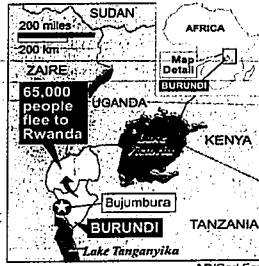 SUDAN
200 miles
200 km
AFRICA
Map
Detail
BURUNDI
ZAIRE
65,000
people
flee to
Rwanda
UGANDA
Lake
KENYA
Bujumbura
BURUNDI
TANZANIA
Lake Tanganyika